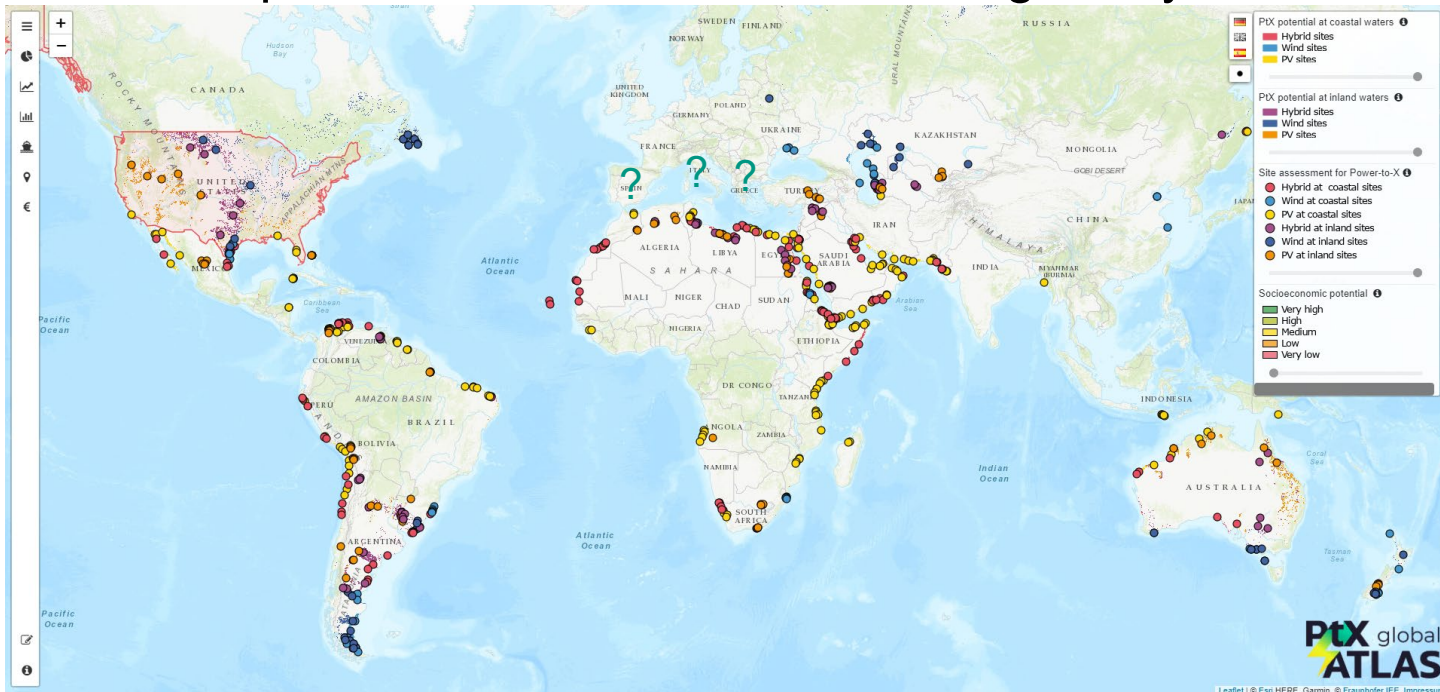 +
−
SWEDEN
FINLAND
NORWAY
RUSSIA
URAL MOUNTAINS
Hudson
Bay
CANADA
ROCKY MOUNTAINS
UNITED
KINGDOM
POLAND
GERMANY
UKRAINE
KAZAKHSTAN
FRANCE
MONGOLIA
GOBI DESERT
ITALY
SPAIN
GREECE
?
?
?
UNITED
STATES
APPALACHIAN MTNS
CHINA
IRAN
HIMALAYA
ALGERIA
LIBYA
SAUDI
ARABIA
Atlantic
Ocean
SAHARA
MEXICO
INDIA
MYANMAR
(BURMA)
MALI
NIGER
CHAD
SUDAN
Arabian
Sea
Caribbean
Sea
Pacific
Ocean
NIGERIA
ETHIOPIA
VENEZUELA
COLOMBIA
DR CONGO
INDONESIA
AMAZON BASIN
PERU
BRAZIL
ANGOLA
ZAMBIA
BOLIVIA
NAMIBIA
Indian
Ocean
Coral
Sea
AUSTRALIA
SOUTH
AFRICA
Atlantic
Ocean
ARGENTINA
Tasman
Sea
Pacific
Ocean
PtX potential at coastal waters
Hybrid sites
Wind sites
PV sites
PtX potential at inland waters
Hybrid sites
Wind sites
PV sites
Site assessment for Power-to-X
Hybrid at coastal sites
Wind at coastal sites
PV at coastal sites
Hybrid at inland sites
Wind at inland sites
PV at inland sites
Socioeconomic potential
Very high
High
Medium
Low
Very low
PtX global
ATLAS
Leaflet | © Esri HERE, Garmin, © Fraunhofer IEE, Impressu